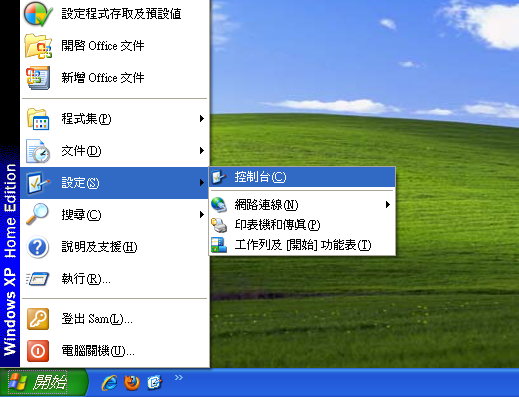 設定程式存取及預設值
開啓 Office 文件
新增 Office 文件
程式集(P)
文件(D)
設定(S)
搜尋(C)
說明及支援(H)
執行(R)...
登出 Sam(L)...
電腦關機(U)...
Windows XP Home Edition
控制台(C)
網路連線(N)
印表機和傳真(P)
工作列及 [開始] 功能表(T)
開始